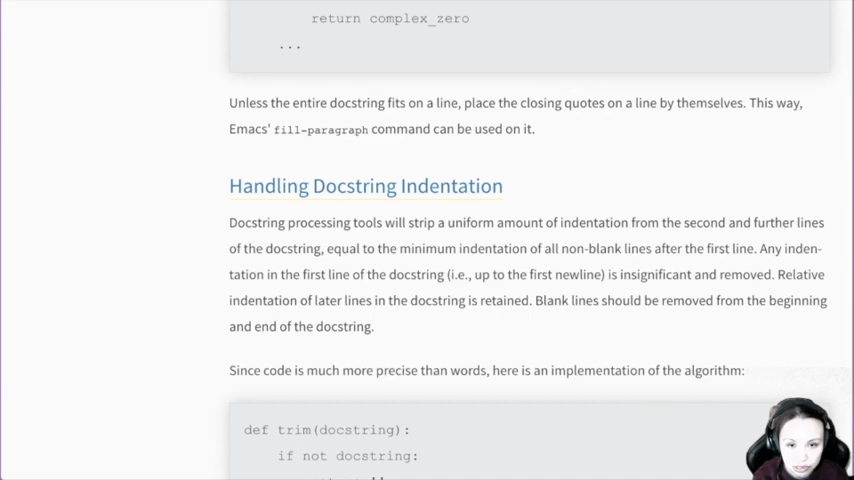 return complex_zero
...
Unless the entire docstring fits on a line, place the closing quotes on a line by themselves. This way,
Emacs' fill-paragraph command can be used on it.
Handling Docstring Indentation
Docstring processing tools will strip a uniform amount of indentation from the second and further lines
of the docstring, equal to the minimum indentation of all non-blank lines after the first line. Any inden-
tation in the first line of the docstring (i.e., up to the first newline) is insignificant and removed. Relative
indentation of later lines in the docstring is retained. Blank lines should be removed from the beginning
and end of the docstring.
Since code is much more precise than words, here is an implementation of the algorithm:
def trim(docstring):
if not docstring: